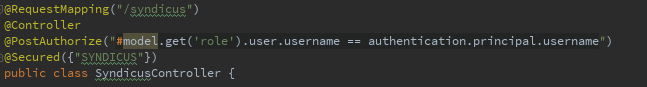 @RequestMapping("/syndicus")
@Controller
@PostAuthorize("#model.get('role').user.username == authentication.principal.username")
@Secured({"SYNDICUS"})
public class SyndicusController {